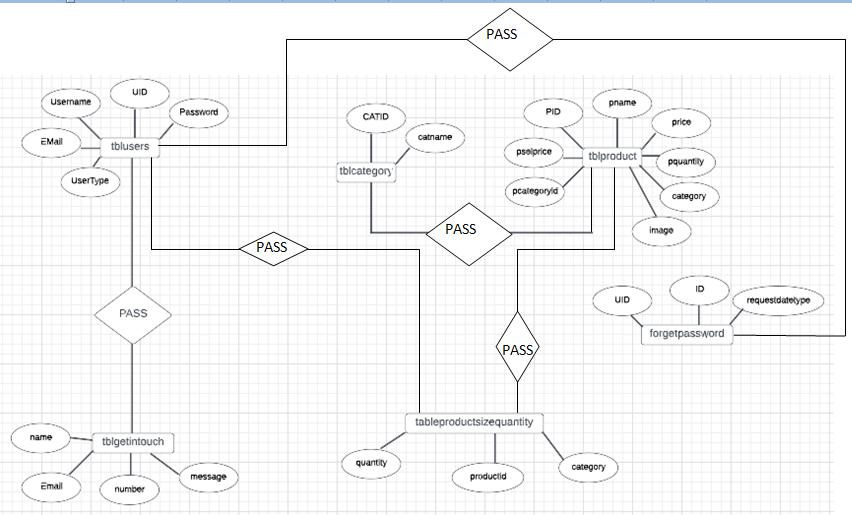 PASS
UID
Username
Password
EMail
tblusers
UserType
CATID
catname
tblcategory
pname
PID
price
pselprice
tblproduct
pquantity
pcategoryid
category
image
PASS
PASS
PASS
PASS
UID
ID
requestdatetype
forgetpassword
PASS
tableproductsizequantity
quantity
productid
category
name
tblgetintouch
Email
number
message